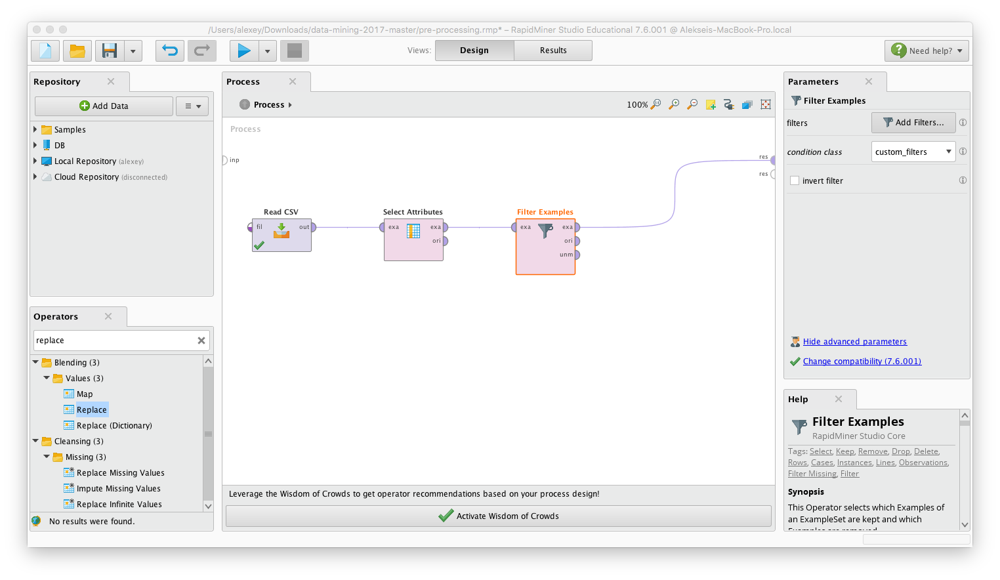 /Users/alexey/Downloads/data-mining-2017-master/pre-processing.rmp* – RapidMiner Studio Educational 7.6.001 @ Alekseis-MacBook-Pro.local
Views: Design Results
Need help?
Repository
Add Data
Samples
DB
Local Repository (alexey)
Cloud Repository (disconnected)
Operators
replace
Blending (3)
Values (3)
Map
Replace
Replace (Dictionary)
Cleansing (3)
Missing (3)
Replace Missing Values
Impute Missing Values
Replace Infinite Values
No results were found.
Process
Process
100%
Process
inp
res
res
Read CSV
fil out
Select Attributes
exa exa
ori
Filter Examples
exa exa
ori
unm
Leverage the Wisdom of Crowds to get operator recommendations based on your process design!
Activate Wisdom of Crowds
Parameters
Filter Examples
filters Add Filters...
condition class custom_filters
invert filter
Hide advanced parameters
Change compatibility (7.6.001)
Help
Filter Examples
RapidMiner Studio Core
Tags: Select, Keep, Remove, Drop, Delete,
Rows, Cases, Instances, Lines, Observations,
Filter Missing, Filter
Synopsis
This Operator selects which Examples of
an ExampleSet are kept and which
Examples are removed